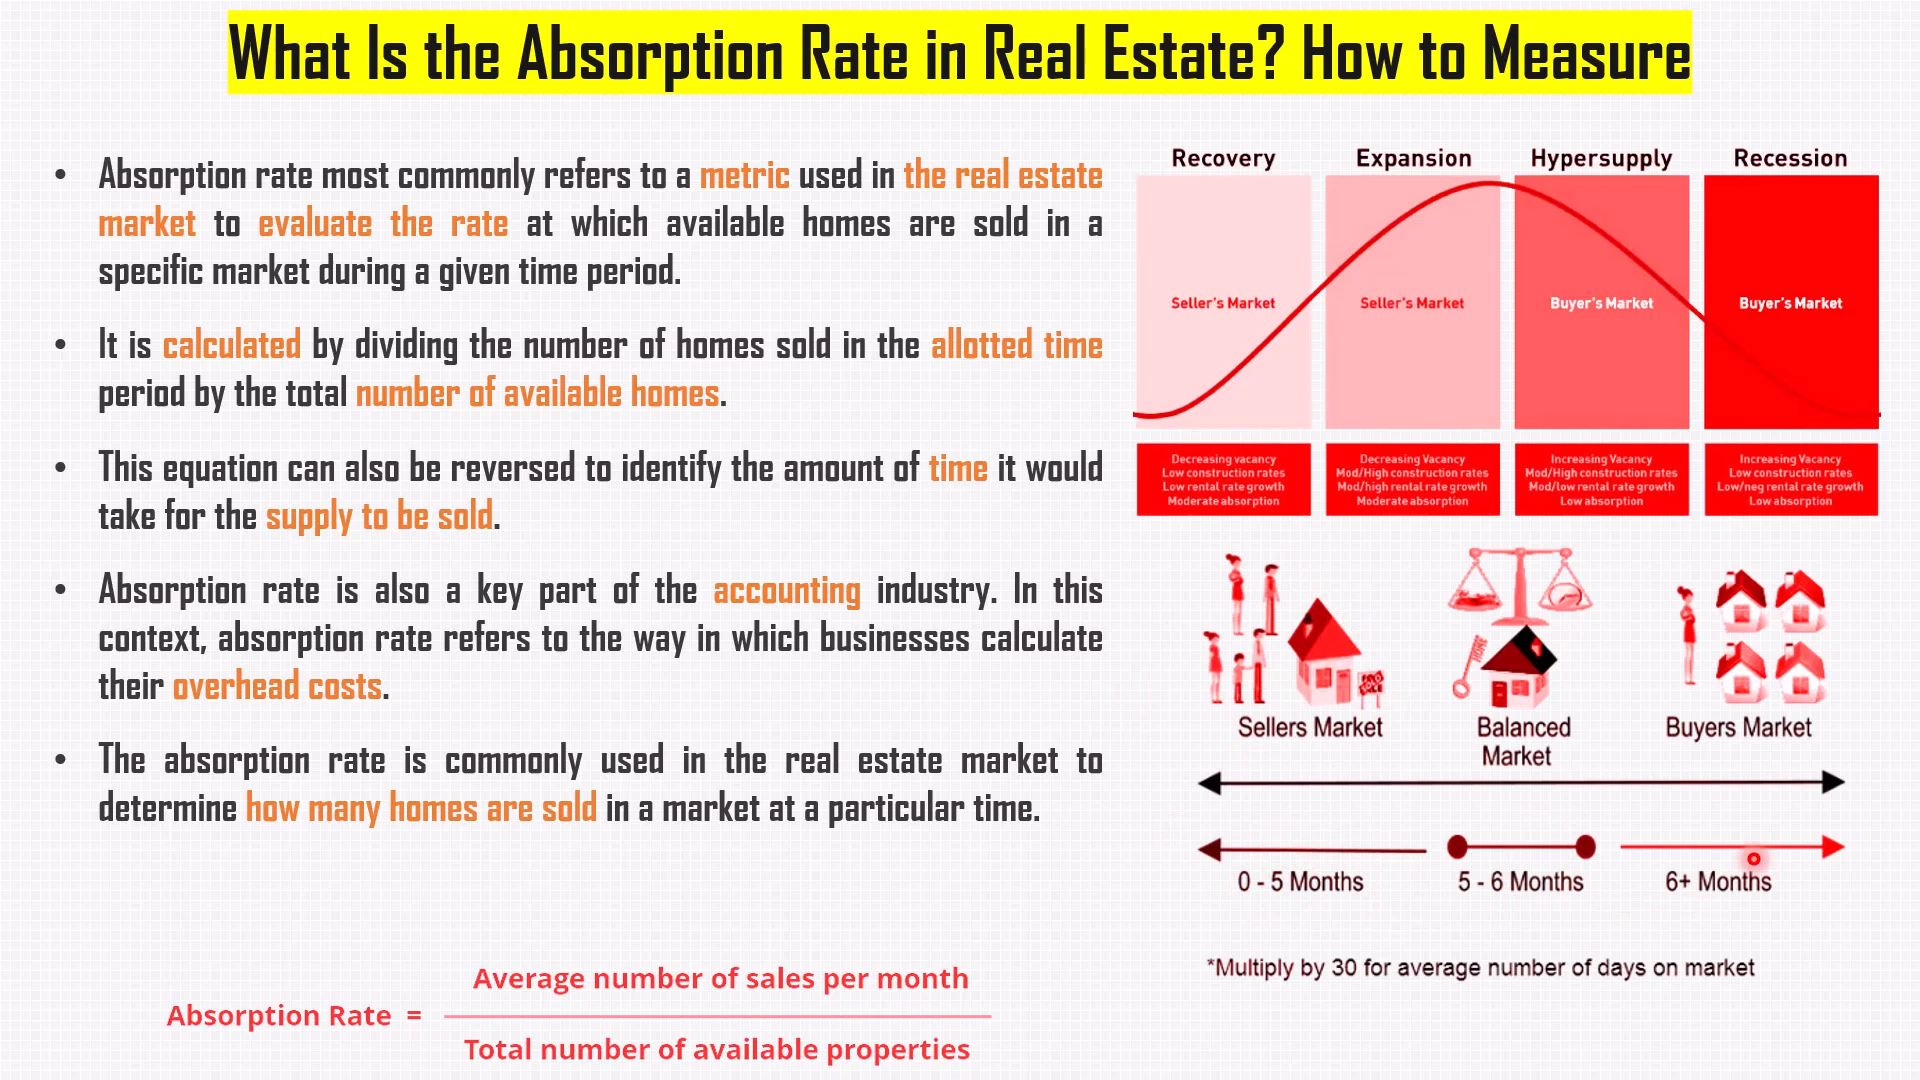 What Is the Absorption Rate in Real Estate? How to Measure
• Absorption rate most commonly refers to a metric used in the real estate
market to evaluate the rate at which available homes are sold in a
specific market during a given time period.
• It is calculated by dividing the number of homes sold in the allotted time
period by the total number of available homes.
• This equation can also be reversed to identify the amount of time it would
take for the supply to be sold.
• Absorption rate is also a key part of the accounting industry. In this
context, absorption rate refers to the way in which businesses calculate
their overhead costs.
• The absorption rate is commonly used in the real estate market to
determine how many homes are sold in a market at a particular time.
Average number of sales per month
Absorption Rate =
Total number of available properties
Recovery Expansion Hypersupply Recession
Seller's Market Seller's Market Buyer's Market Buyer's Market
Decreasing vacancy
Low construction rates
Low rental rate growth
Moderate absorption
Decreasing Vacancy
Mod/High construction rates
Mod/high rental rate growth
Moderate absorption
Increasing Vacancy
Mod/High construction rates
Mod/low rental rate growth
Low absorption
Increasing Vacancy
Low construction rates
Low/neg rental rate growth
Low absorption
Sellers Market
Balanced
Market
Buyers Market
0 - 5 Months 5 - 6 Months 6+ Months
*Multiply by 30 for average number of days on market